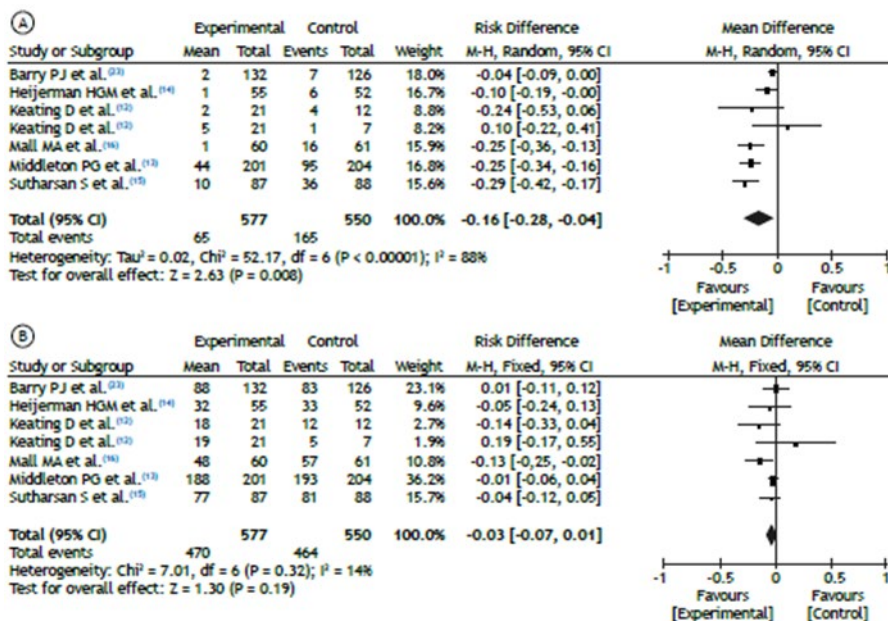 A
Experimental Control Risk Difference Mean Difference
Study or Subgroup Mean Total Events Total Weight M-H, Random, 95% CI M-H, Random, 95% CI
Barry PJ et al.(23) 2 132 7 126 18.0% -0.04 [-0.09, 0.00]
Heijerman HGM et al.(14) 1 55 6 52 16.7% -0.10 [-0.19, -0.00]
Keating D et al.(12) 2 21 4 12 8.8% -0.24 [-0.53, 0.06]
Keating D et al.(12) 5 21 1 7 8.2% 0.10 [-0.22, 0.41]
Mall MA et al.(16) 1 60 16 61 15.9% -0.25 [-0,36, -0.13]
Middleton PG et al.(13) 44 201 95 204 16.8% -0.25 [-0.34, -0.16]
Sutharsan S et al.(15) 10 87 36 88 15.6% -0.29 [-0.42, -0.17]
Total (95% CI) 577 550 100.0% -0.16 [-0.28, -0.04]
Total events 65 165
Heterogeneity: Tau² = 0.02, Chi² = 52.17, df = 6 (P < 0.00001); I² = 88%
Test for overall effect: Z = 2.63 (P = 0.008)
-1 -0.5 0 0.5 1
Favours Favours
[Experimental] [Control]
B
Experimental Control Risk Difference Mean Difference
Study or Subgroup Mean Total Events Total Weight M-H, Fixed, 95% CI M-H, Fixed, 95% CI
Barry PJ et al.(23) 88 132 83 126 23.1% 0.01 [-0.11, 0.12]
Heijerman HGM et al.(14) 32 55 33 52 9.6% -0.05 [-0.24, 0.13]
Keating D et al.(12) 18 21 12 12 2.7% -0.14 [-0.33, 0.04]
Keating D et al.(12) 19 21 5 7 1.9% 0.19 [-0.17, 0.55]
Mall MA et al.(16) 48 60 57 61 10.8% -0.13 [-0,25, -0.02]
Middleton PG et al.(13) 188 201 193 204 36.2% -0.01 [-0.06, 0.04]
Sutharsan S et al.(15) 77 87 81 88 15.7% -0.04 [-0.12, 0.05]
Total (95% CI) 577 550 100.0% -0.03 [-0.07, 0.01]
Total events 470 464
Heterogeneity: Chi² = 7.01, df = 6 (P = 0.32); I² = 14%
Test for overall effect: Z = 1.30 (P = 0.19)
-1 -0.5 0 0.5 1
Favours Favours
[Experimental] [Control]